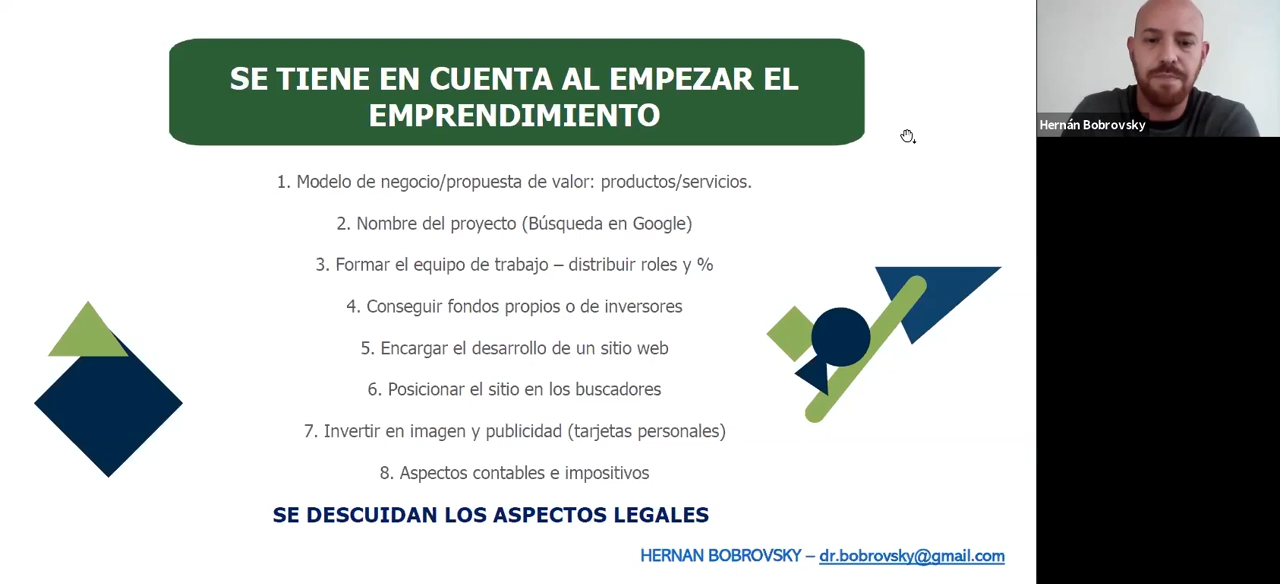 SE TIENE EN CUENTA AL EMPEZAR EL
EMPRENDIMIENTO
1. Modelo de negocio/propuesta de valor: productos/servicios.
2. Nombre del proyecto (Búsqueda en Google)
3. Formar el equipo de trabajo – distribuir roles y %
4. Conseguir fondos propios o de inversores
5. Encargar el desarrollo de un sitio web
6. Posicionar el sitio en los buscadores
7. Invertir en imagen y publicidad (tarjetas personales)
8. Aspectos contables e impositivos
SE DESCUIDAN LOS ASPECTOS LEGALES
HERNAN BOBROVSKY – dr.bobrovsky@gmail.com
Hernán Bobrovsky